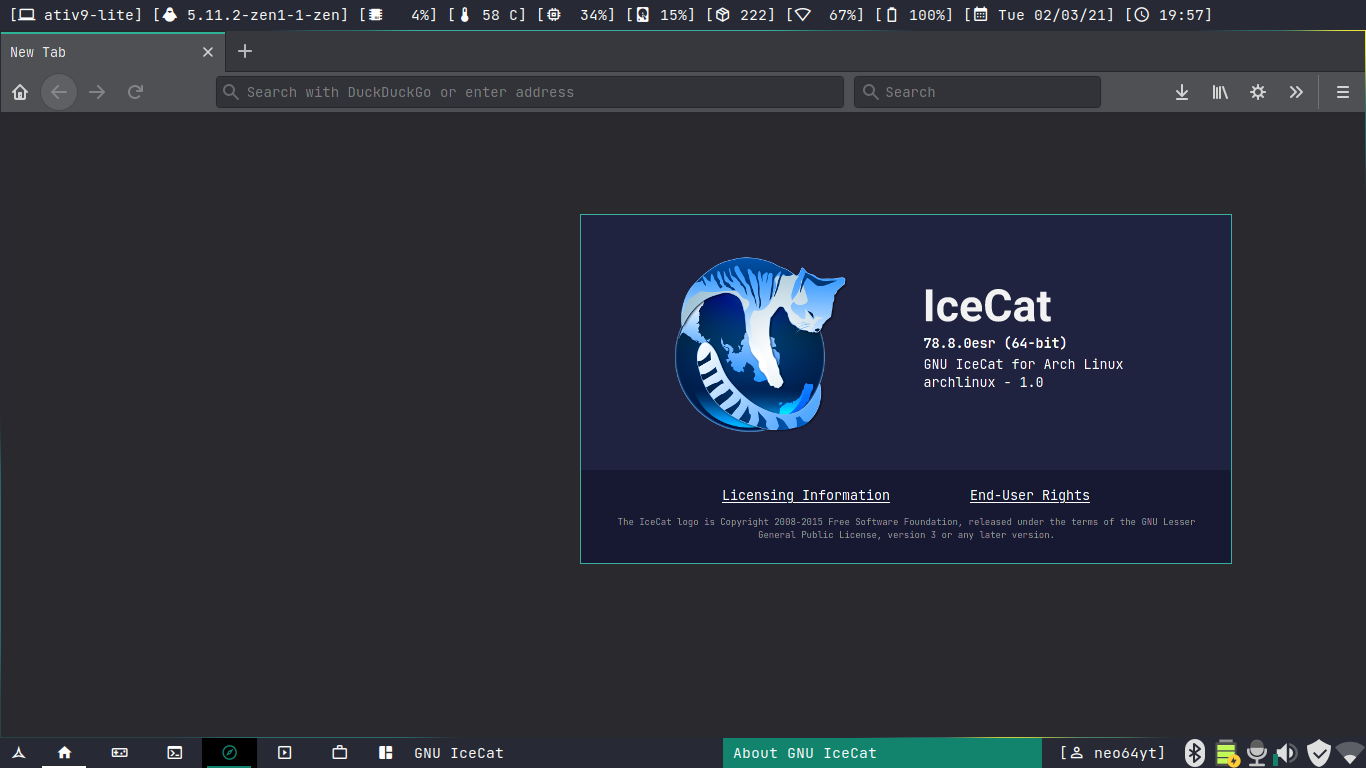 [ ativ9-lite] [ 5.11.2-zen1-1-zen] [ 4%] [ 58 C] [ 34%] [ 15%] [ 222] [ 67%] [ 100%] [ Tue 02/03/21] [ 19:57]
New Tab
Search with DuckDuckGo or enter address Search
IceCat
78.8.0esr (64-bit)
GNU IceCat for Arch Linux
archlinux - 1.0
Licensing Information End-User Rights
The IceCat logo is Copyright 2008-2015 Free Software Foundation, released under the terms of the GNU Lesser
General Public License, version 3 or any later version.
GNU IceCat About GNU IceCat [ neo64yt]